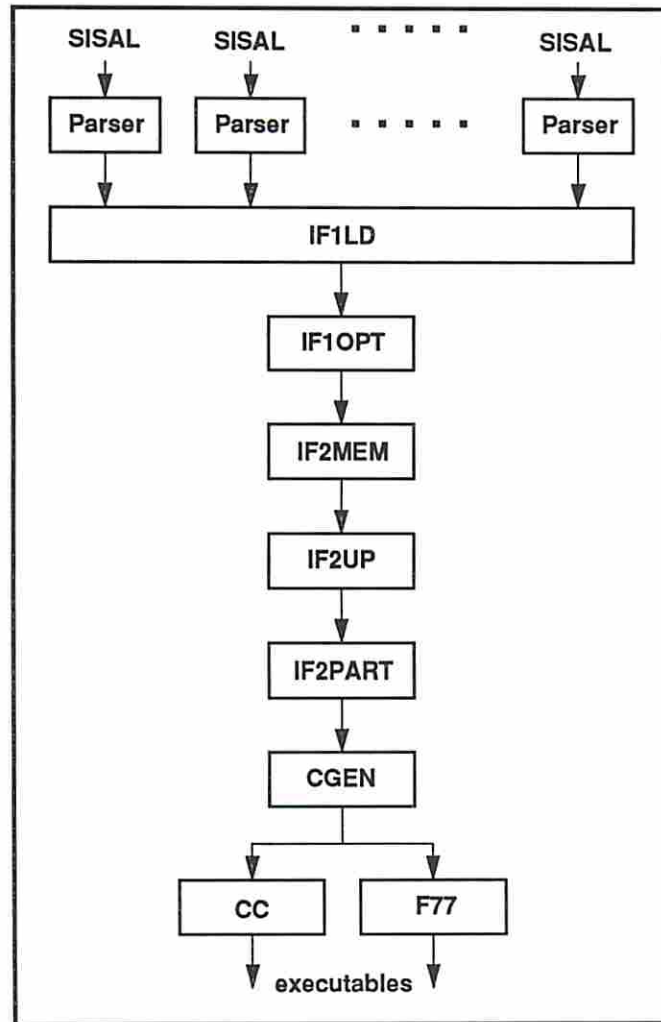 SISAL SISAL SISAL
Parser Parser Parser
IF1LD
IF1OPT
IF2MEM
IF2UP
IF2PART
CGEN
CC F77
executables